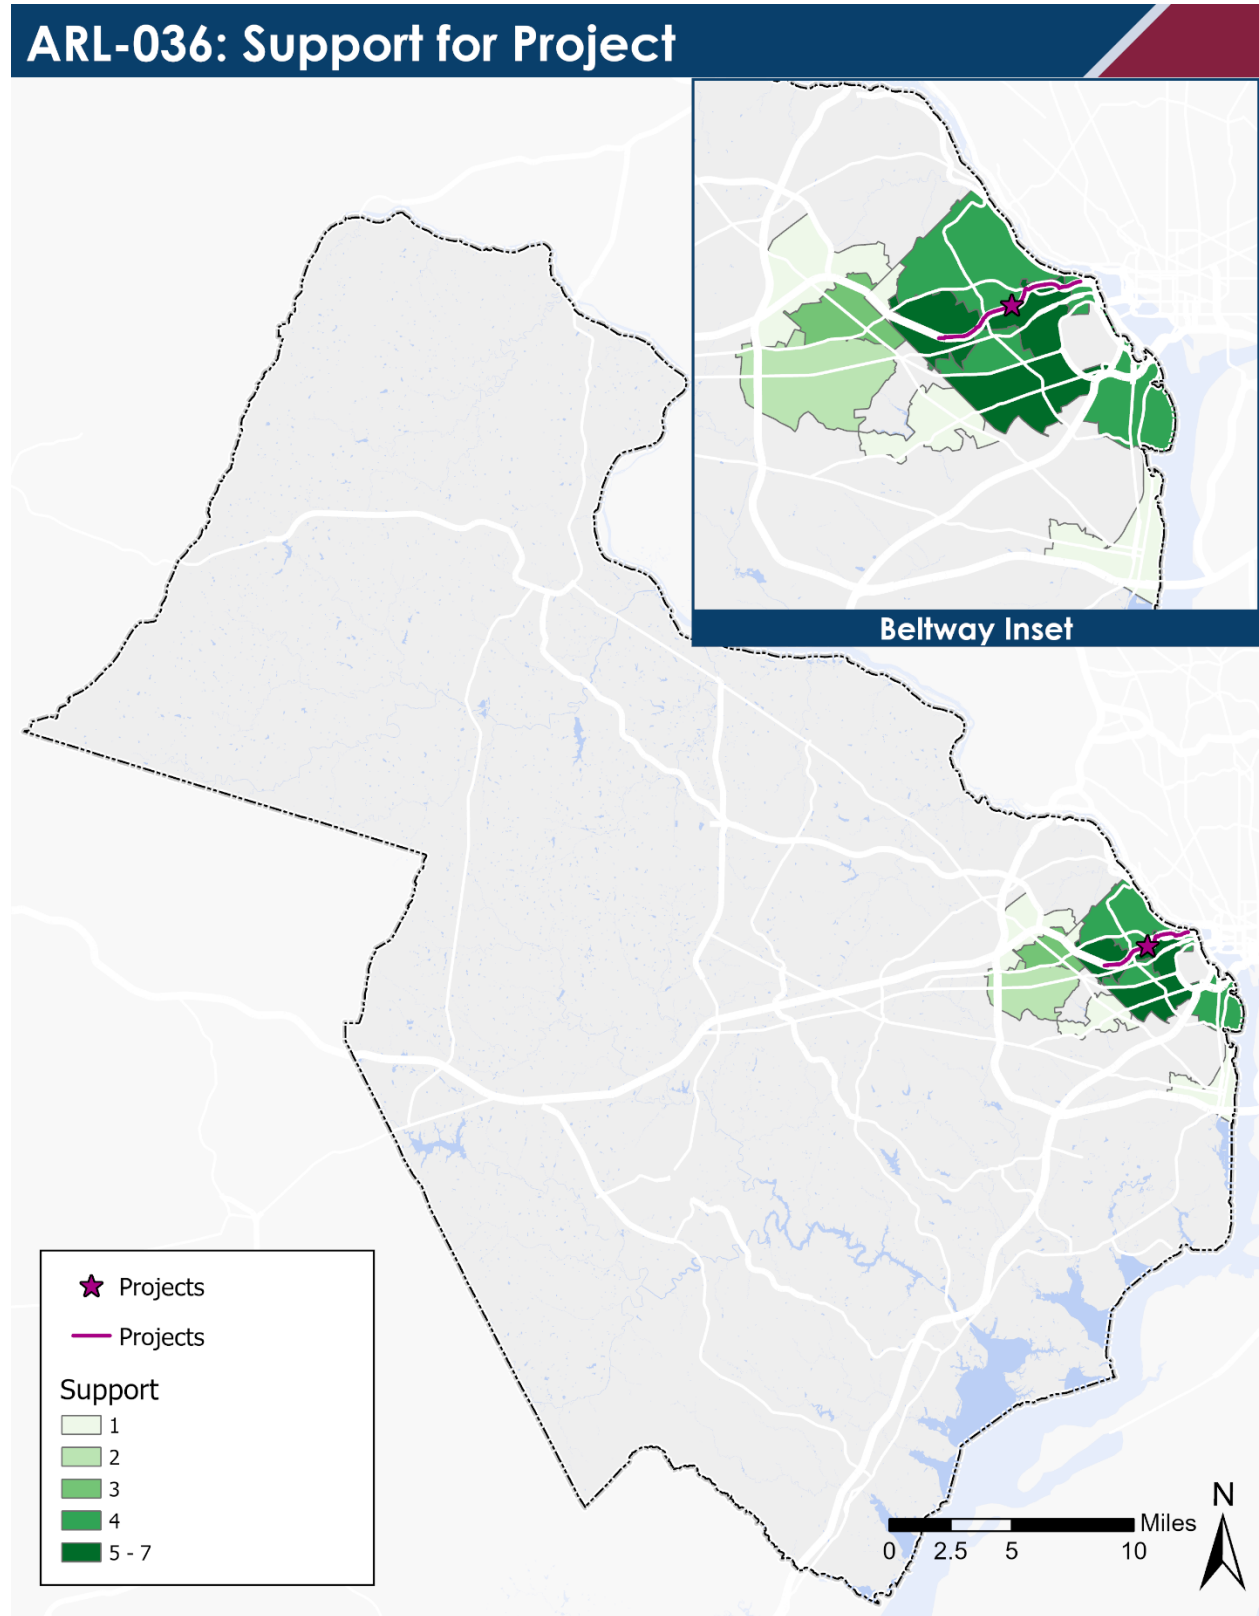 ARL-036: Support for Project
Beltway Inset
Projects
Projects
Support
1
2
3
4
5 - 7
N
Miles
0 2.5 5 10